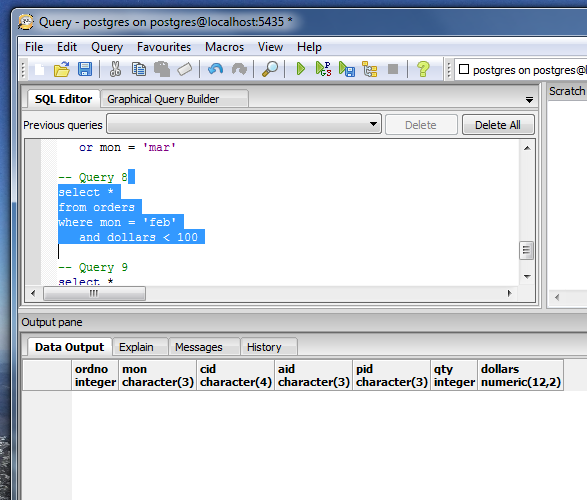 Query - postgres on postgres@localhost:5435 *
File Edit Query Favourites Macros View Help
postgres on postgres@
SQL Editor Graphical Query Builder
Scratch
Previous queries Delete Delete All
or mon = 'mar'
-- Query 8
select *
from orders
where mon = 'feb'
and dollars < 100
-- Query 9
select *
Output pane
Data Output Explain Messages History
ordno mon cid aid pid qty dollars
integer character(3) character(4) character(3) character(3) integer numeric(12,2)